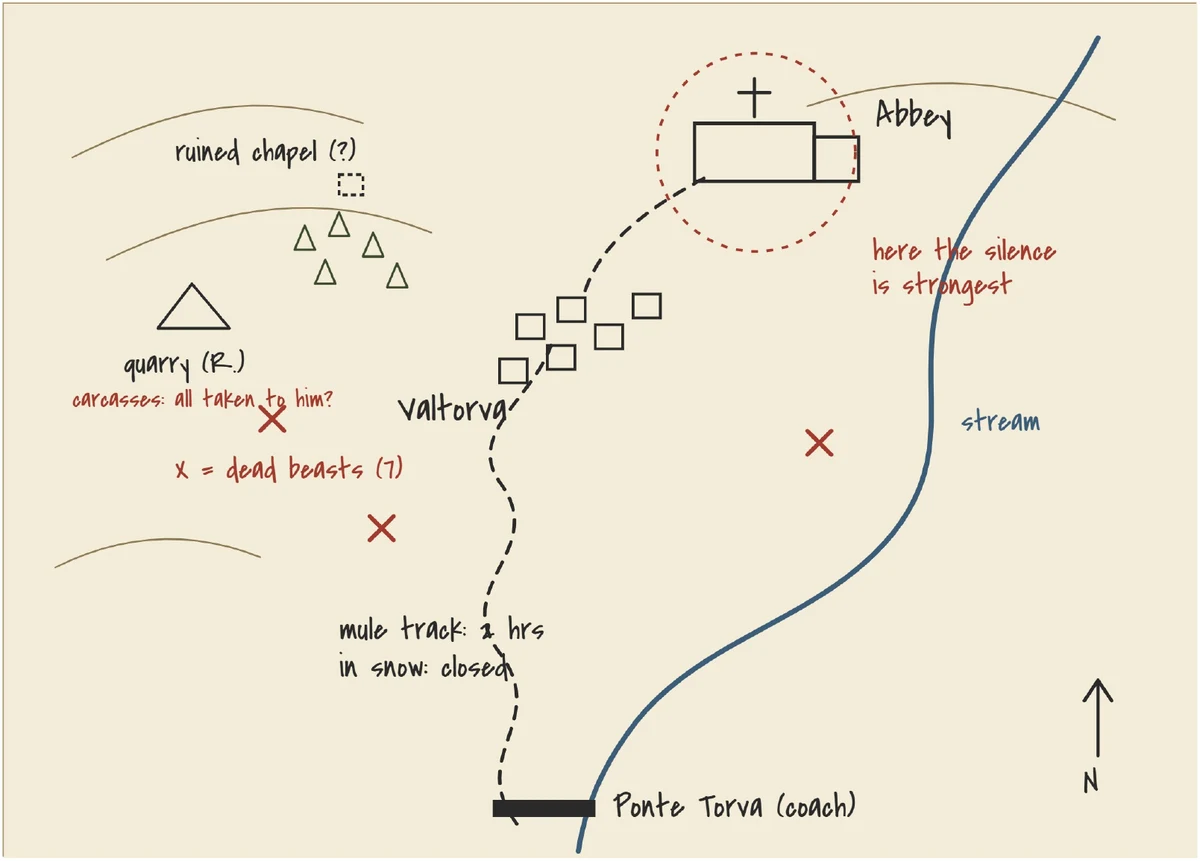 Abbey
ruined chapel (?)
here the silence
is strongest
quarry (R.)
carcasses: all taken to him?
Valtorva
stream
X = dead beasts (7)
mule track: 2 hrs
in snow: closed
Ponte Torva (coach)
N